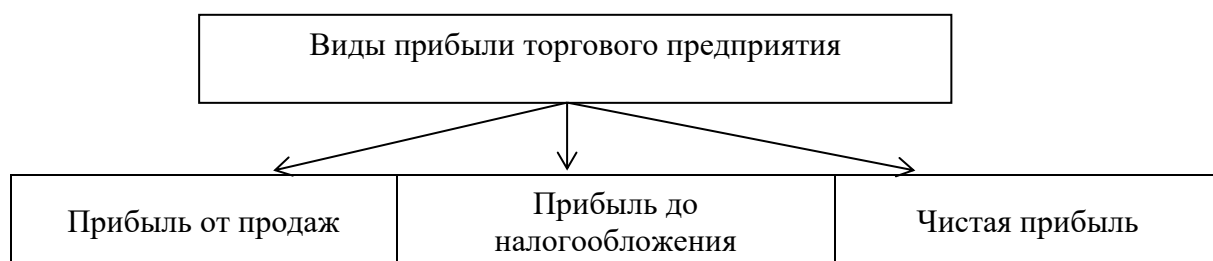 Виды прибыли торгового предприятия
Прибыль от продаж
Прибыль до
налогообложения
Чистая прибыль